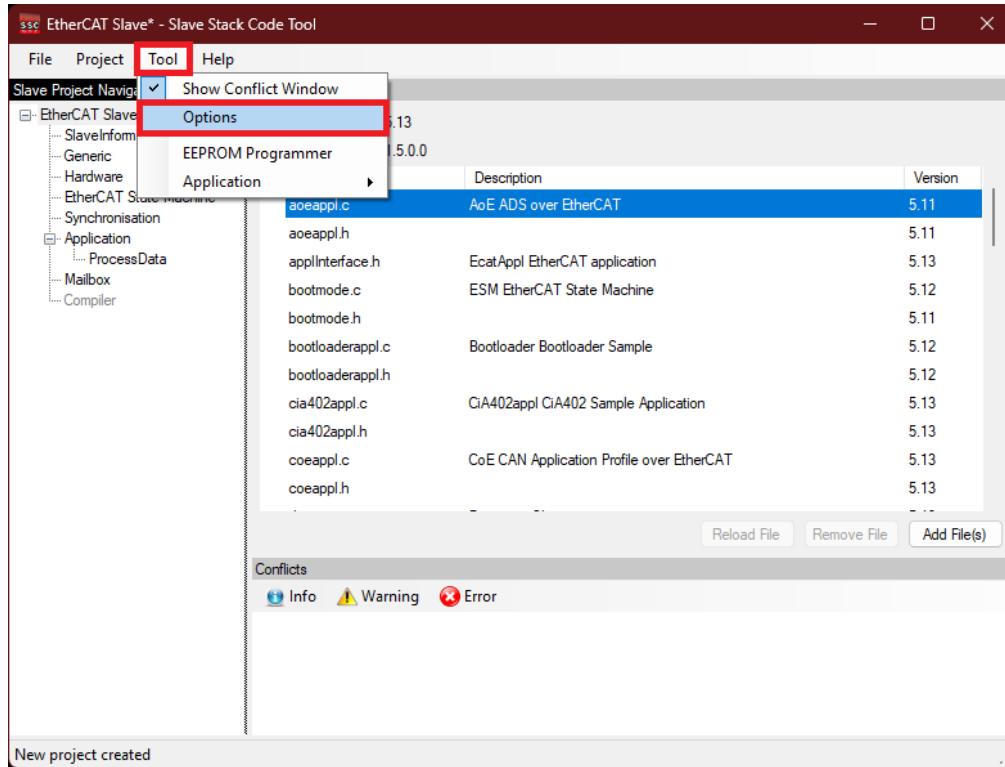 SSC EtherCAT Slave* - Slave Stack Code Tool
File Project Tool Help
Slave Project Naviga
Show Conflict Window
Options
EEPROM Programmer
Application
EtherCAT Slave
SlaveInform
Generic
Hardware
EtherCAT State Machine
Synchronisation
Application
ProcessData
Mailbox
Compiler
5.13
.5.0.0
Description Version
aoeappl.c AoE ADS over EtherCAT 5.11
aoeappl.h 5.11
applInterface.h EcatAppl EtherCAT application 5.13
bootmode.c ESM EtherCAT State Machine 5.12
bootmode.h 5.11
bootloaderappl.c Bootloader Bootloader Sample 5.12
bootloaderappl.h 5.12
cia402appl.c CiA402appl CiA402 Sample Application 5.13
cia402appl.h 5.13
coeappl.c CoE CAN Application Profile over EtherCAT 5.13
coeappl.h 5.13
Reload File Remove File Add File(s)
Conflicts
Info Warning Error
New project created